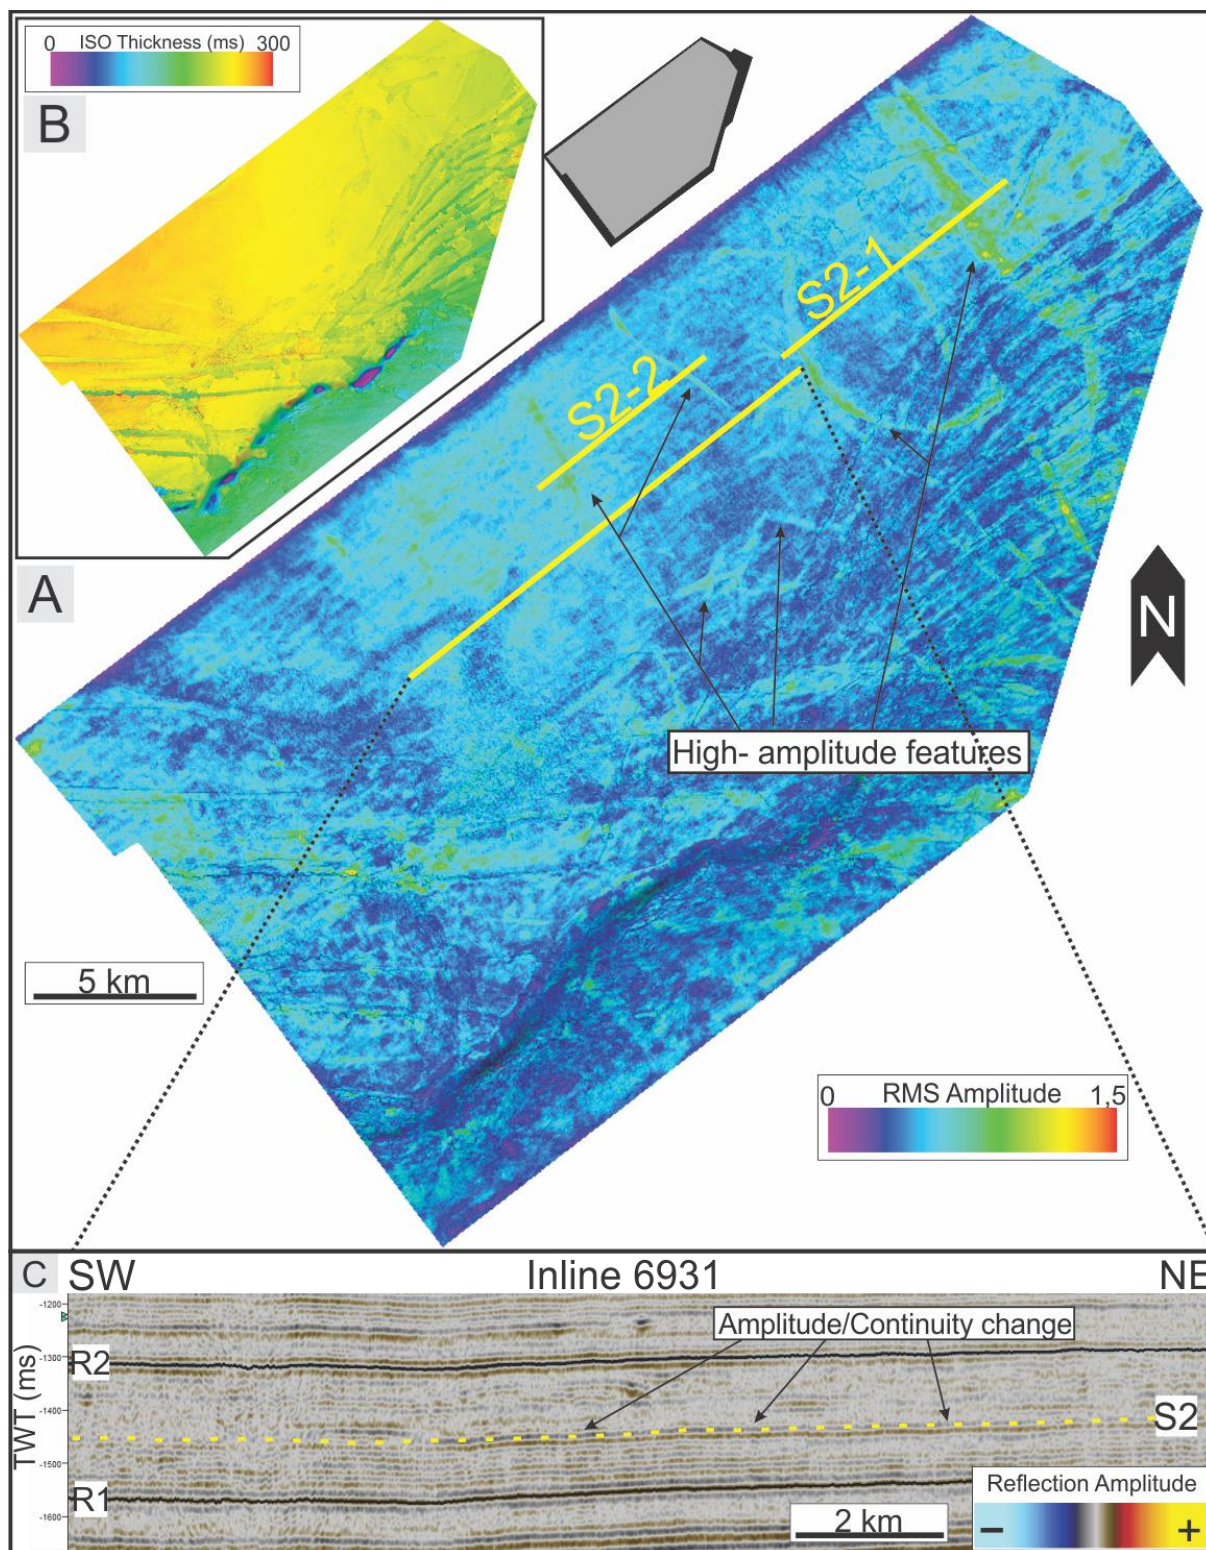 0 ISO Thickness (ms) 300
B
S2-1
S2-2
A
N
High- amplitude features
5 km
0 RMS Amplitude 1,5
C SW Inline 6931 NE
-1200
Amplitude/Continuity change
R2
-1300
TWT (ms)
-1400
S2
-1500
Reflection Amplitude
R1
- +
-1600
2 km